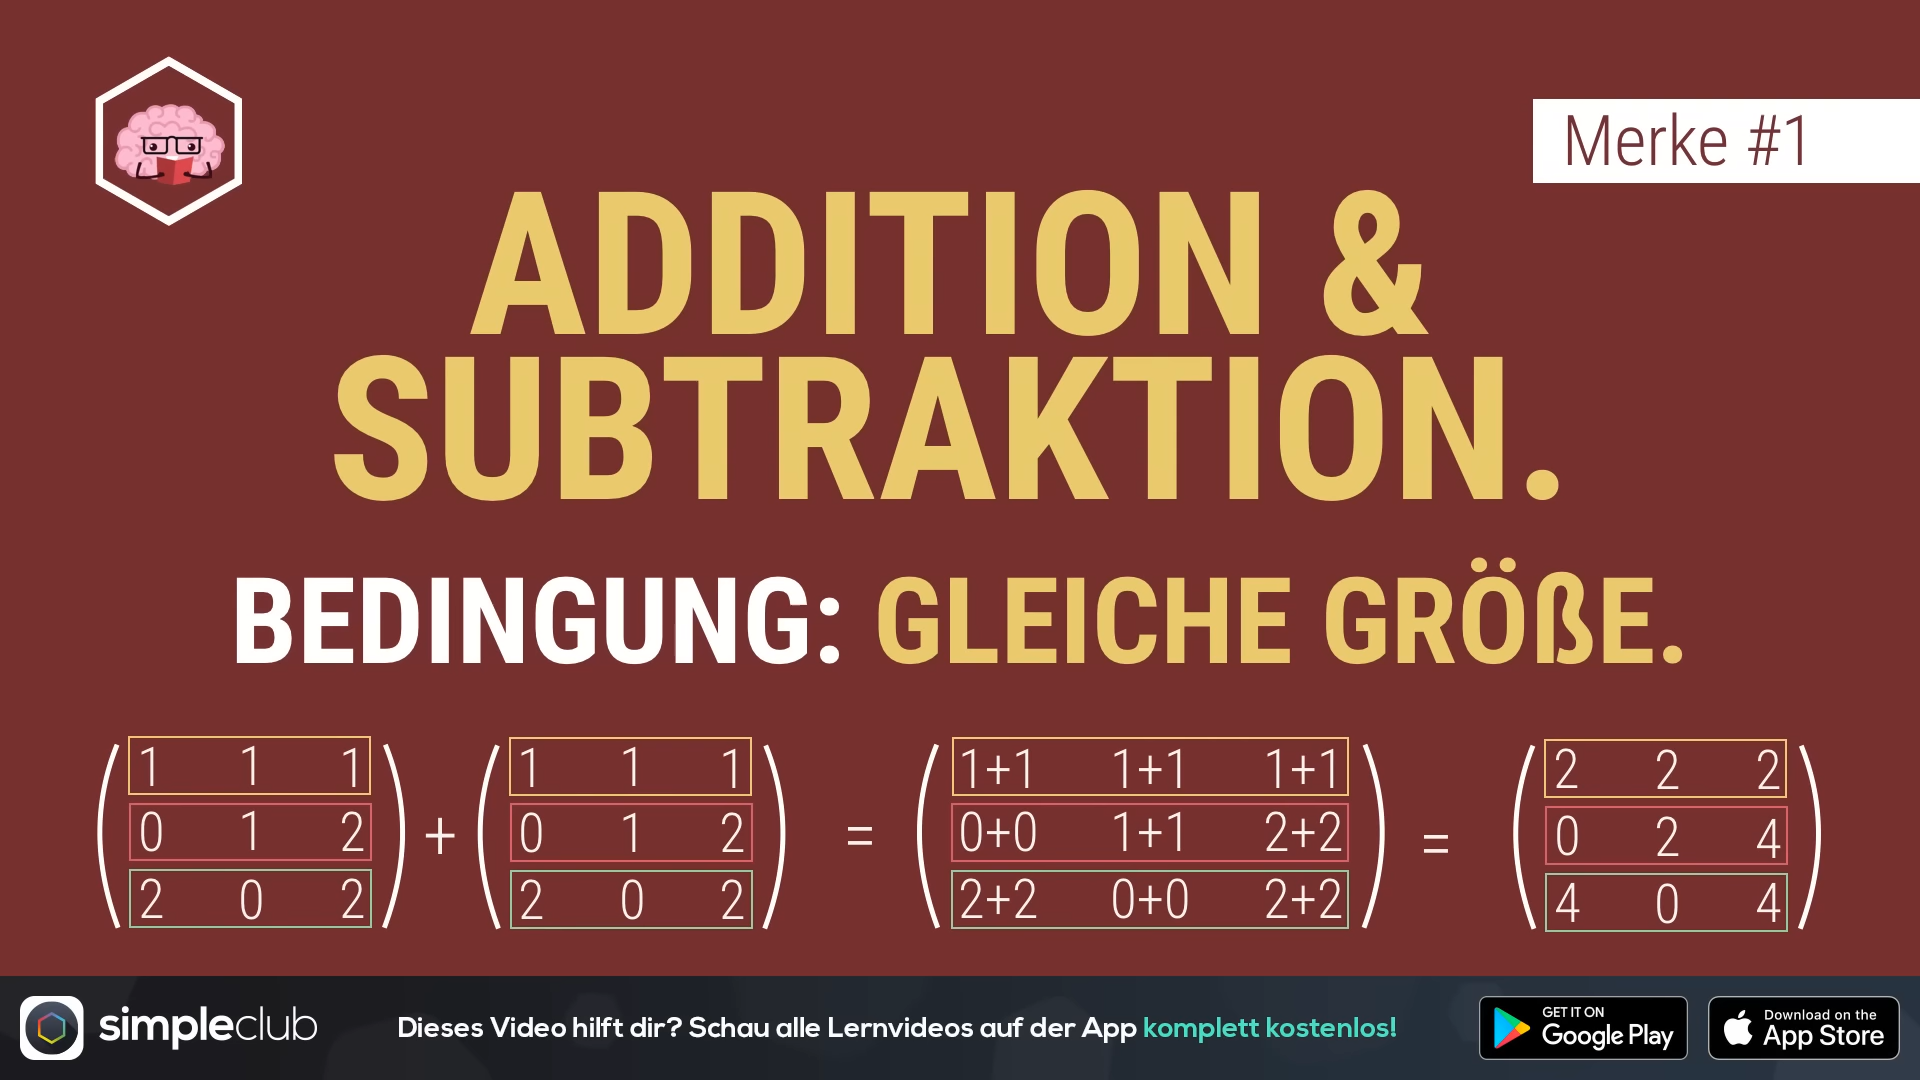 Merke #1
ADDITION &
SUBTRAKTION.
BEDINGUNG: GLEICHE GRÖßE.
1 1 1 1 1 1 1+1 1+1 1+1 2 2 2
0 1 2 + 0 1 2 = 0+0 1+1 2+2 = 0 2 4
2 0 2 2 0 2 2+2 0+0 2+2 4 0 4
simpleclub
Dieses Video hilft dir? Schau alle Lernvideos auf der App komplett kostenlos!
GET IT ON
Google Play
Download on the
App Store